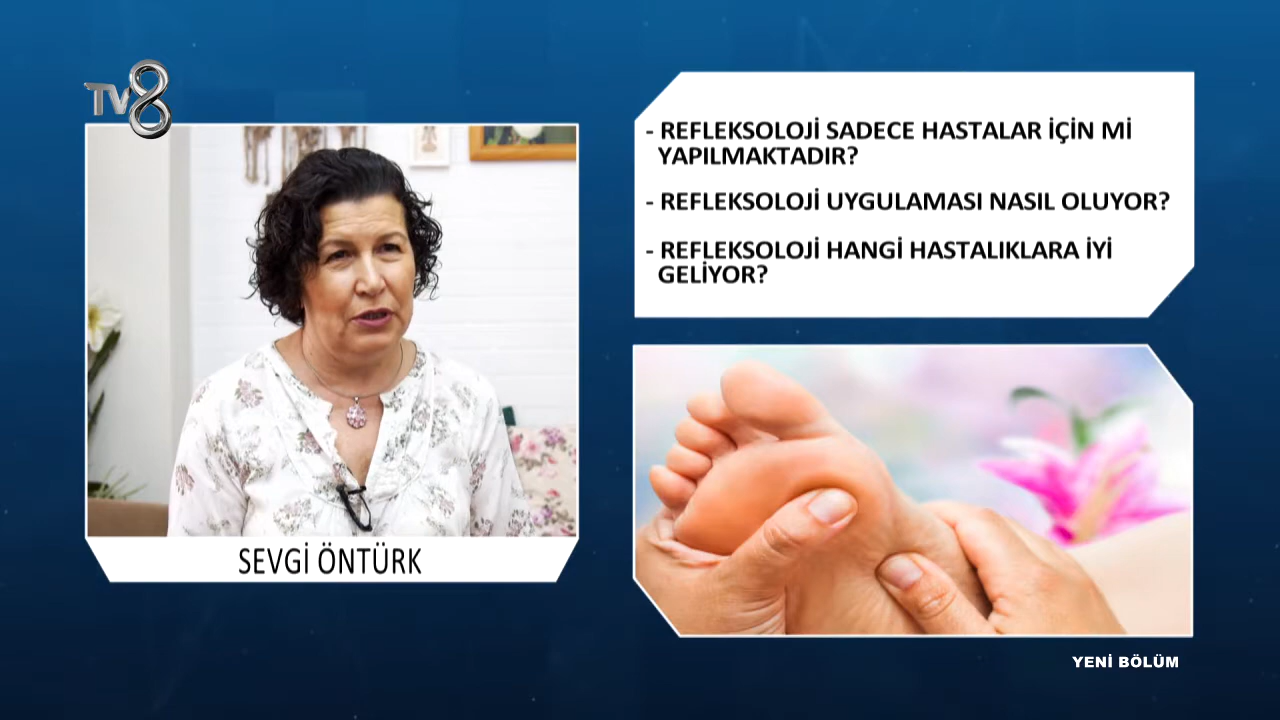 TV8
- REFLEKSOLOJİ SADECE HASTALAR İÇİN Mİ
YAPILMAKTADIR?
- REFLEKSOLOJİ UYGULAMASI NASIL OLUYOR?
- REFLEKSOLOJİ HANGİ HASTALIKLARA İYİ
GELİYOR?
SEVGİ ÖNTÜRK
YENİ BÖLÜM